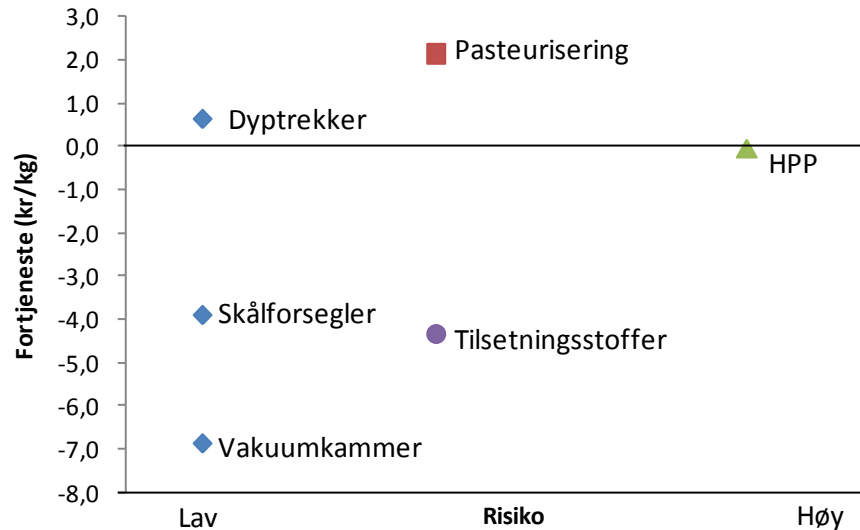 3,0
2,0
1,0
0,0
-1,0
-2,0
-3,0
-4,0
-5,0
-6,0
-7,0
-8,0
Fortjeneste (kr/kg)
Pasteurisering
Dyptrekker
HPP
Skålforsegler
Tilsetningsstoffer
Vakuumkammer
Lav
Risiko
Høy